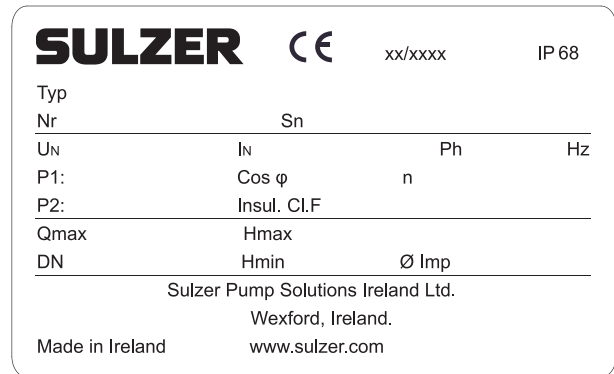 SULZER CE xx/xxxx IP 68
Typ
Nr Sn
UN IN Ph Hz
P1: Cos φ n
P2: Insul. Cl.F
Qmax Hmax
DN Hmin Ø Imp
Sulzer Pump Solutions Ireland Ltd.
Wexford, Ireland.
Made in Ireland www.sulzer.com